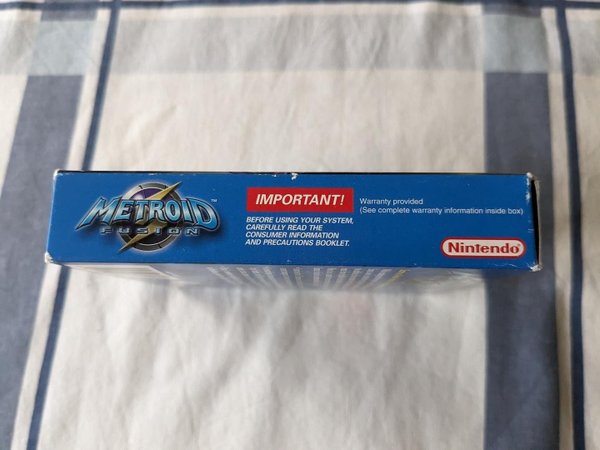 METROID™
FUSION
IMPORTANT!
BEFORE USING YOUR SYSTEM,
CAREFULLY READ THE
CONSUMER INFORMATION
AND PRECAUTIONS BOOKLET.
Warranty provided
(See complete warranty information inside box)
Nintendo